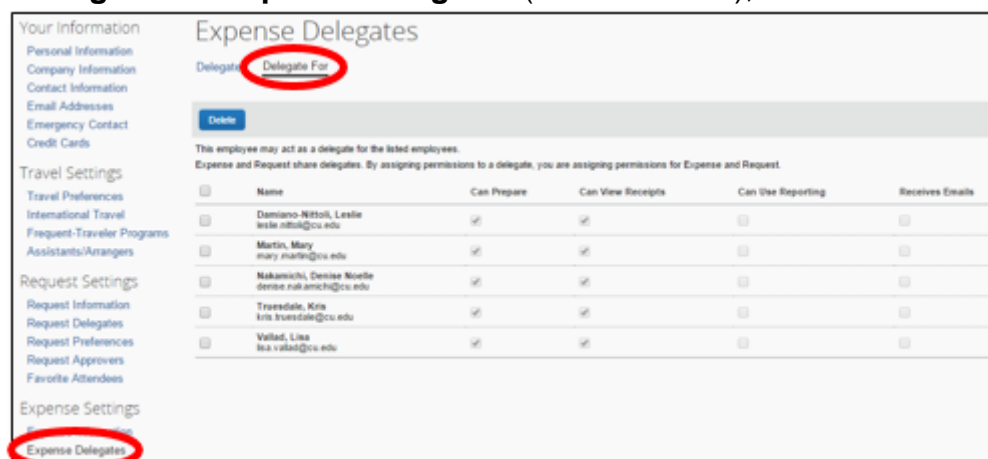 Your Information
Personal Information
Company Information
Contact Information
Email Addresses
Emergency Contact
Credit Cards
Travel Settings
Travel Preferences
International Travel
Frequent-Traveler Programs
Assistants/Arrangers
Request Settings
Request Information
Request Delegates
Request Preferences
Request Approvers
Favorite Attendees
Expense Settings
Expense Delegates
Expense Delegates
Delegate For
Delete
This employee may act as a delegate for the listed employees.
Expense and Request share delegates. By assigning permissions to a delegate, you are assigning permissions for Expense and Request.
Name Can Prepare Can View Receipts Can Use Reporting Receives Emails
Damiano-Nittoli, Leslie
leslie.nittoli@cu.edu
Martin, Mary
mary.martin@cu.edu
Nakamichi, Denise Noelle
denise.nakamichi@cu.edu
Truesdale, Kris
kris.truesdale@cu.edu
Vallad, Lisa
lisa.vallad@cu.edu